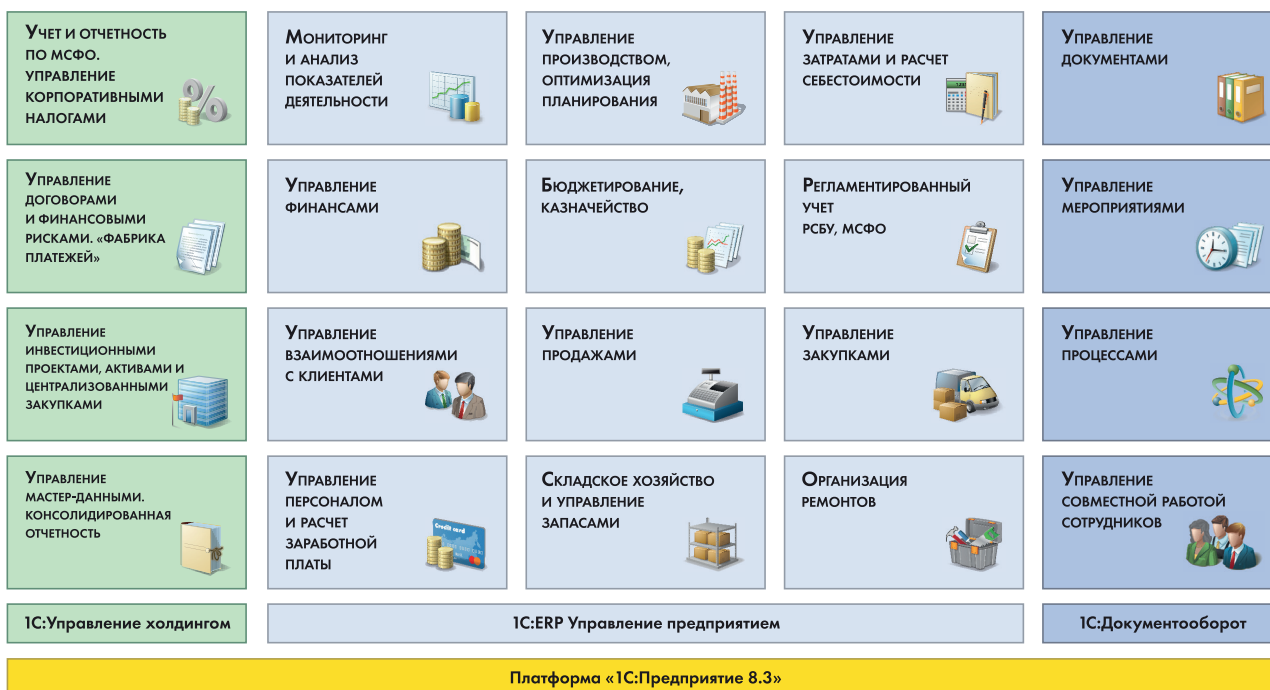 Учет и отчетность
по МСФО.
управление
корпоративными
налогами
Мониторинг
и анализ
показателей
деятельности
Управление
производством,
оптимизация
планирования
Управление
затратами и расчет
себестоимости
Управление
документами
Управление
договорами
и финансовыми
рисками. «Фабрика
платежей»
Управление
финансами
Бюджетирование,
казначейство
Регламентированный
учет
РСБУ, МСФО
Управление
мероприятиями
Управление
инвестиционными
проектами, активами и
централизованными
закупками
Управление
взаимоотношениями
с клиентами
Управление
продажами
Управление
закупками
Управление
процессами
Управление
мастер-данными.
консолидированная
отчетность
Управление
персоналом
и расчет
заработной
платы
Credit card
Складское хозяйство
и управление
запасами
Организация
ремонтов
Управление
совместной работой
сотрудников
1С:Управление холдингом
1С:ERP Управление предприятием
1С:Документооборот
Платформа «1С:Предприятие 8.3»